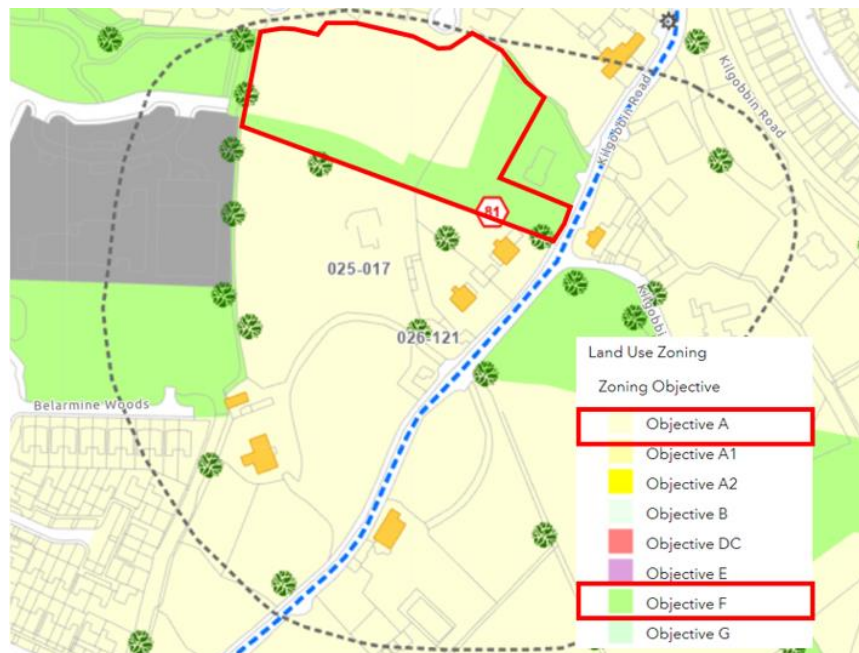 Kilgobbin Road
Kilgobbin Road
81
025-017
026-121
Kilgobbin
Belarmine Woods
Land Use Zoning
Zoning Objective
Objective A
Objective A1
Objective A2
Objective B
Objective DC
Objective E
Objective F
Objective G